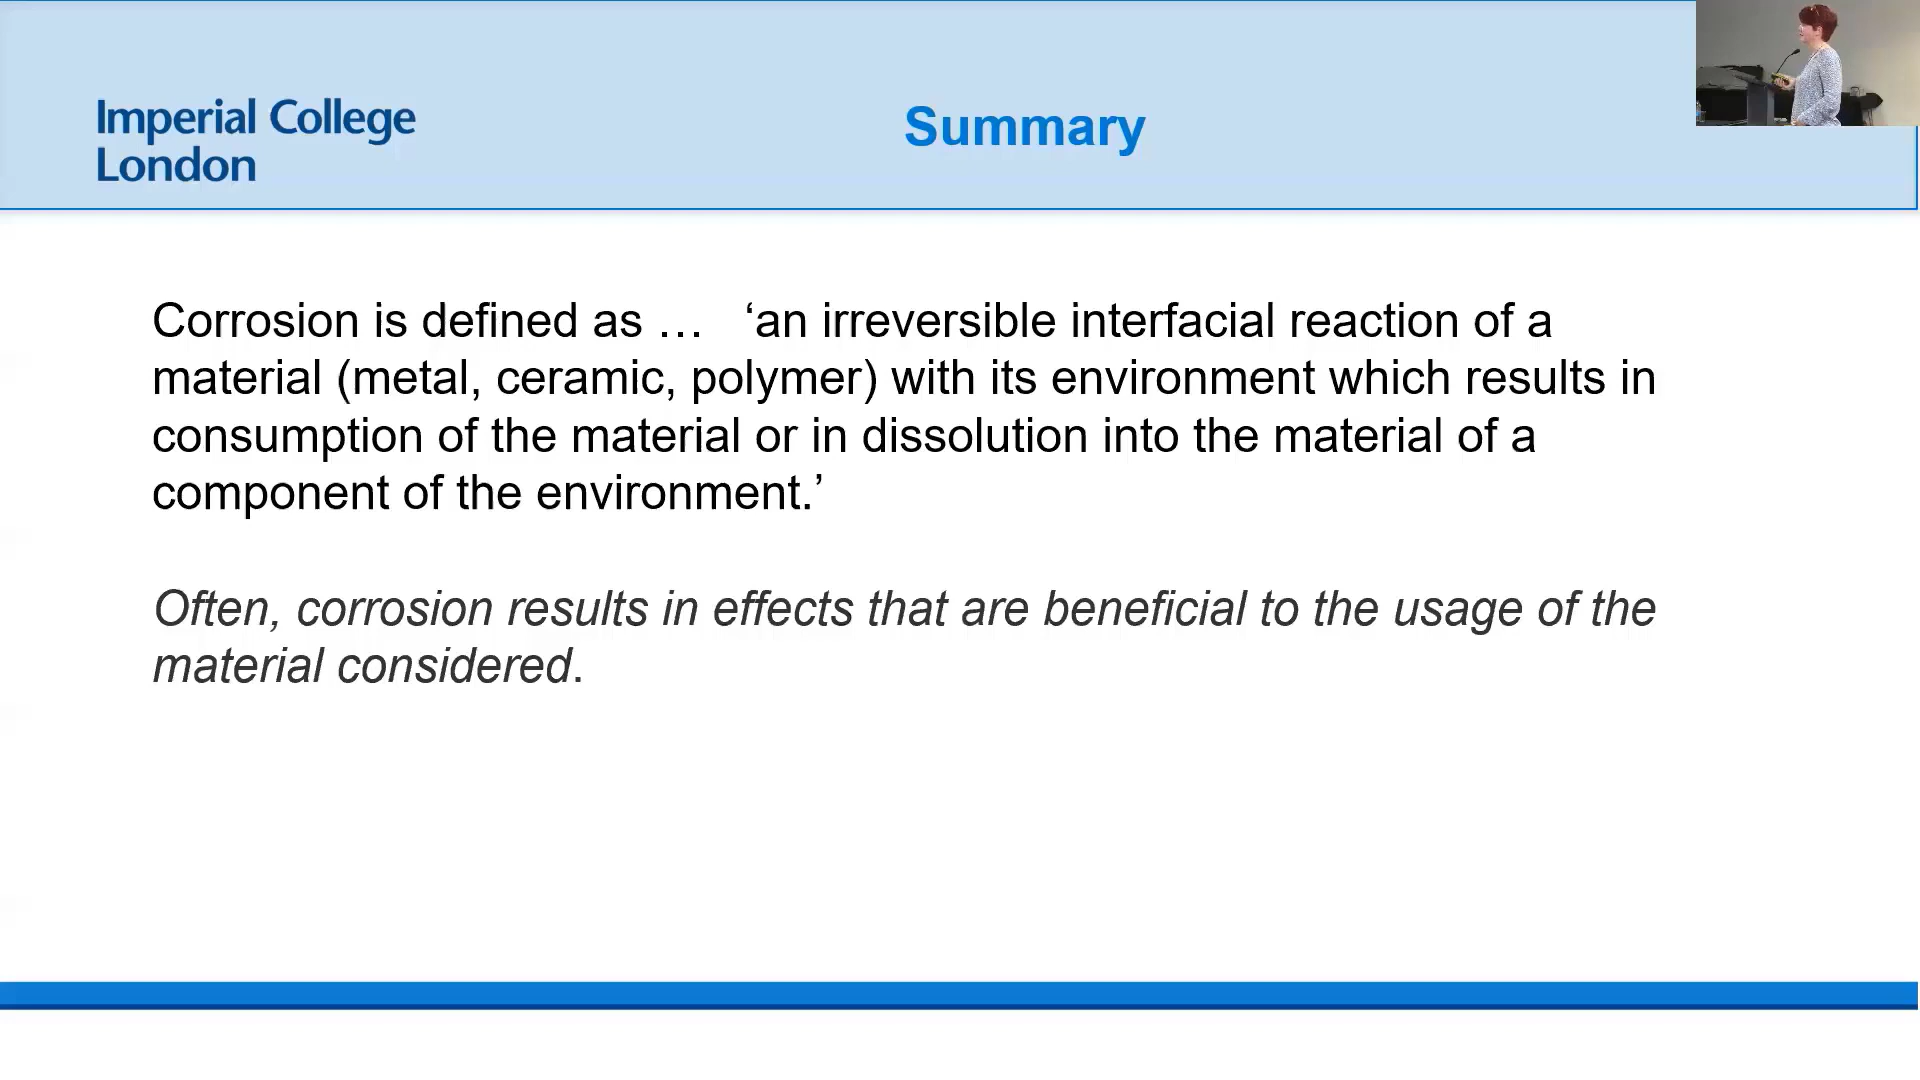 Imperial College
London
Summary
Corrosion is defined as … ‘an irreversible interfacial reaction of a
material (metal, ceramic, polymer) with its environment which results in
consumption of the material or in dissolution into the material of a
component of the environment.’
Often, corrosion results in effects that are beneficial to the usage of the
material considered.